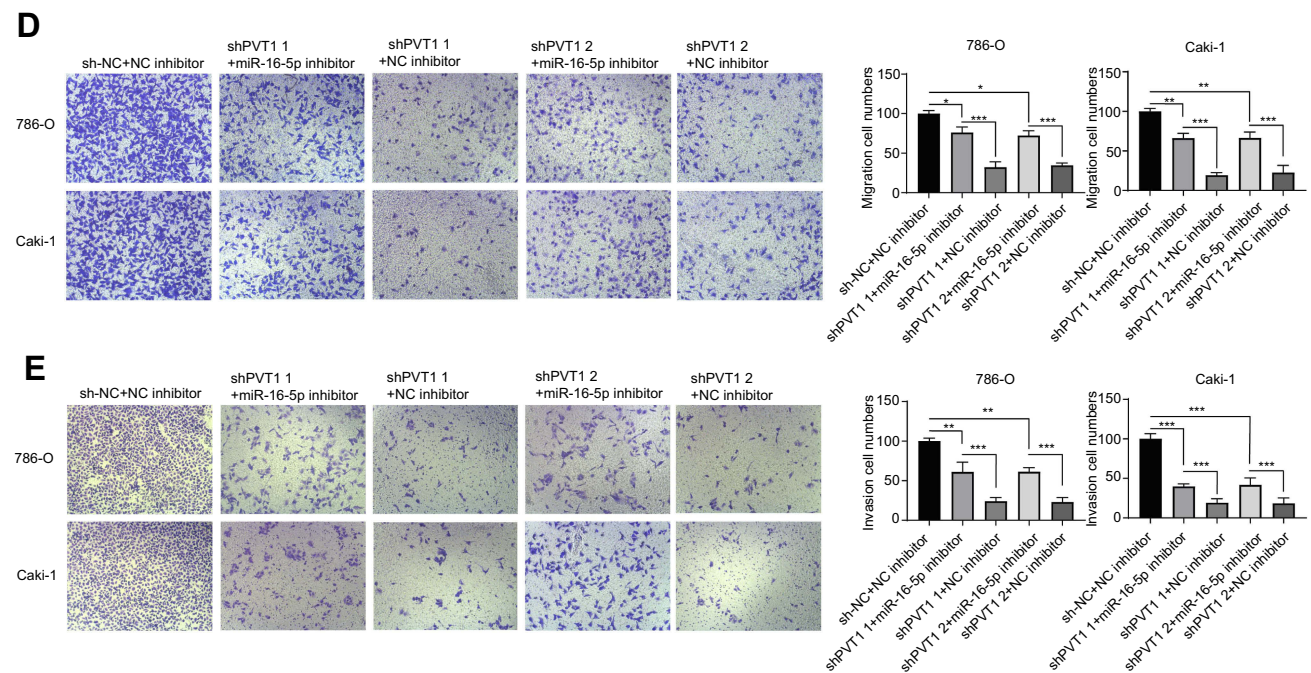 D
sh-NC+NC inhibitor
shPVT1 1
+miR-16-5p inhibitor
shPVT1 1
+NC inhibitor
shPVT1 2
+miR-16-5p inhibitor
shPVT1 2
+NC inhibitor
786-O
Caki-1
786-O
Migration cell numbers
150
100
50
0
*
*
***
***
sh-NC+NC inhibitor
shPVT1 1+miR-16-5p inhibitor
shPVT1 1+NC inhibitor
shPVT1 2+miR-16-5p inhibitor
shPVT1 2+NC inhibitor
Caki-1
Migration cell numbers
150
100
50
0
**
**
***
***
sh-NC+NC inhibitor
shPVT1 1+miR-16-5p inhibitor
shPVT1 1+NC inhibitor
shPVT1 2+miR-16-5p inhibitor
shPVT1 2+NC inhibitor
E
sh-NC+NC inhibitor
shPVT1 1
+miR-16-5p inhibitor
shPVT1 1
+NC inhibitor
shPVT1 2
+miR-16-5p inhibitor
shPVT1 2
+NC inhibitor
786-O
Caki-1
786-O
Invasion cell numbers
150
100
50
0
**
**
***
***
sh-NC+NC inhibitor
shPVT1 1+miR-16-5p inhibitor
shPVT1 1+NC inhibitor
shPVT1 2+miR-16-5p inhibitor
shPVT1 2+NC inhibitor
Caki-1
Invasion cell numbers
150
100
50
0
***
***
***
***
sh-NC+NC inhibitor
shPVT1 1+miR-16-5p inhibitor
shPVT1 1+NC inhibitor
shPVT1 2+miR-16-5p inhibitor
shPVT1 2+NC inhibitor